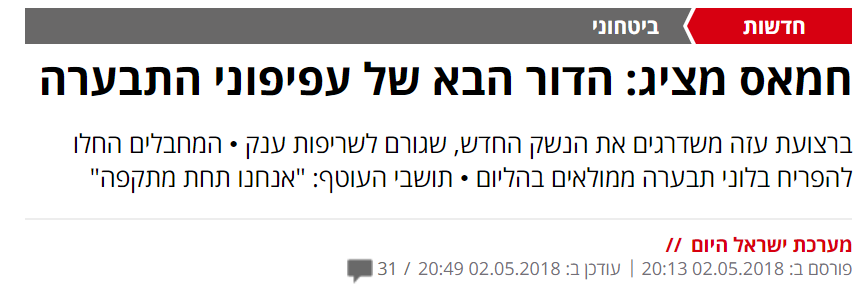 חדשות ביטחוני
חמאס מציג: הדור הבא של עפיפוני התבערה
ברצועת עזה משדרגים את הנשק החדש, שגורם לשריפות ענק • המחבלים החלו
להפריח בלוני תבערה ממולאים בהליום • תושבי העוטף: "אנחנו תחת מתקפה"
מערכת ישראל היום //
פורסם ב: 02.05.2018 20:13 | עודכן ב: 02.05.2018 20:49 / 31